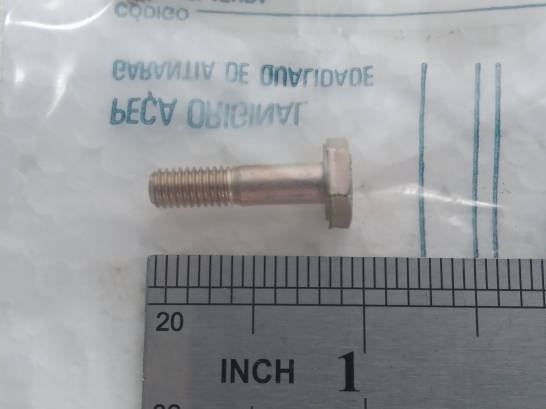 CÓDIGO
GARANTIA DE QUALIDADE
PEÇA ORIGINAL
20
INCH 1